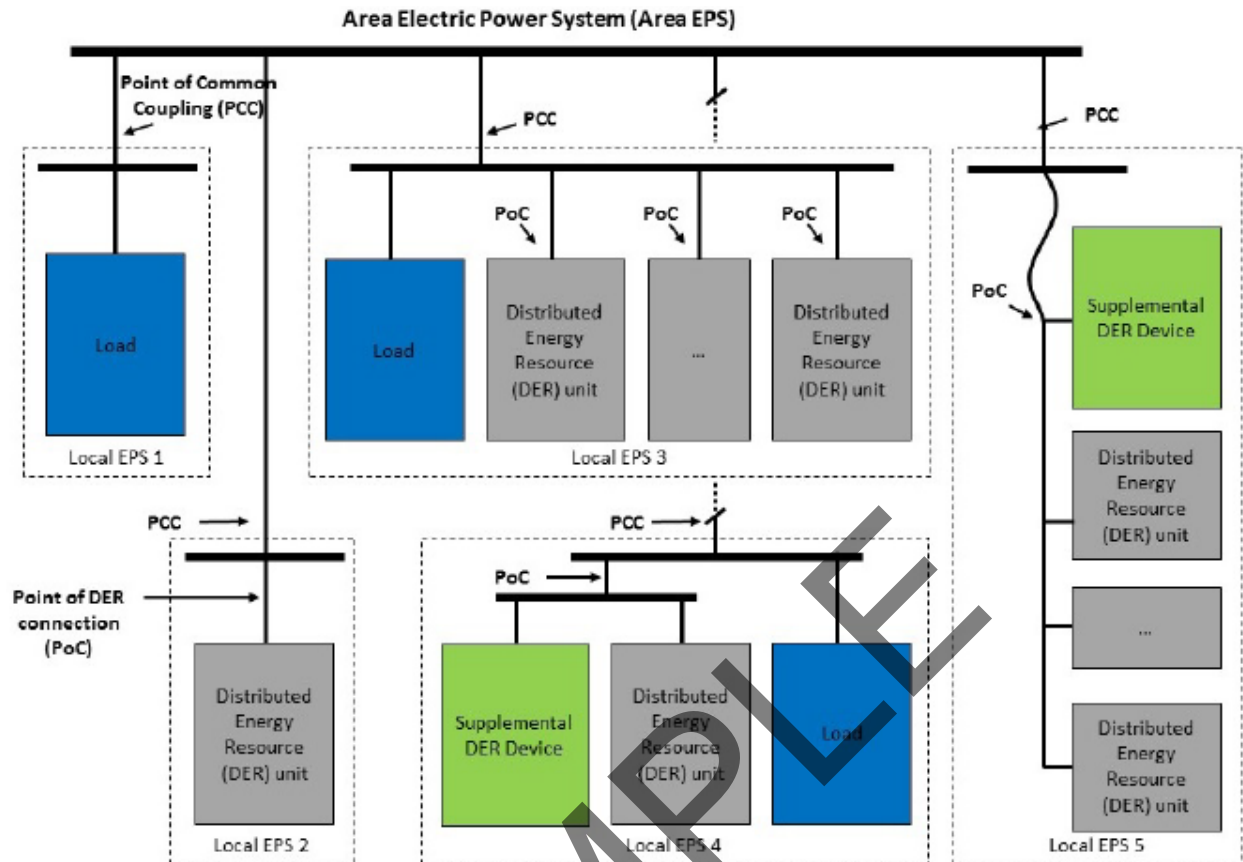 Area Electric Power System (Area EPS)
Point of Common
Coupling (PCC)
PCC
PCC
PoC
PoC
PoC
Load
Load
Distributed
Energy
Resource
(DER) unit
...
Distributed
Energy
Resource
(DER) unit
Local EPS 1
Local EPS 3
PoC
Supplemental
DER Device
Distributed
Energy
Resource
(DER) unit
...
Distributed
Energy
Resource
(DER) unit
Local EPS 5
PCC
Point of DER
connection
(PoC)
Distributed
Energy
Resource
(DER) unit
Local EPS 2
PCC
PoC
Supplemental
DER Device
Distributed
Energy
Resource
(DER) unit
Load
Local EPS 4
MPLE